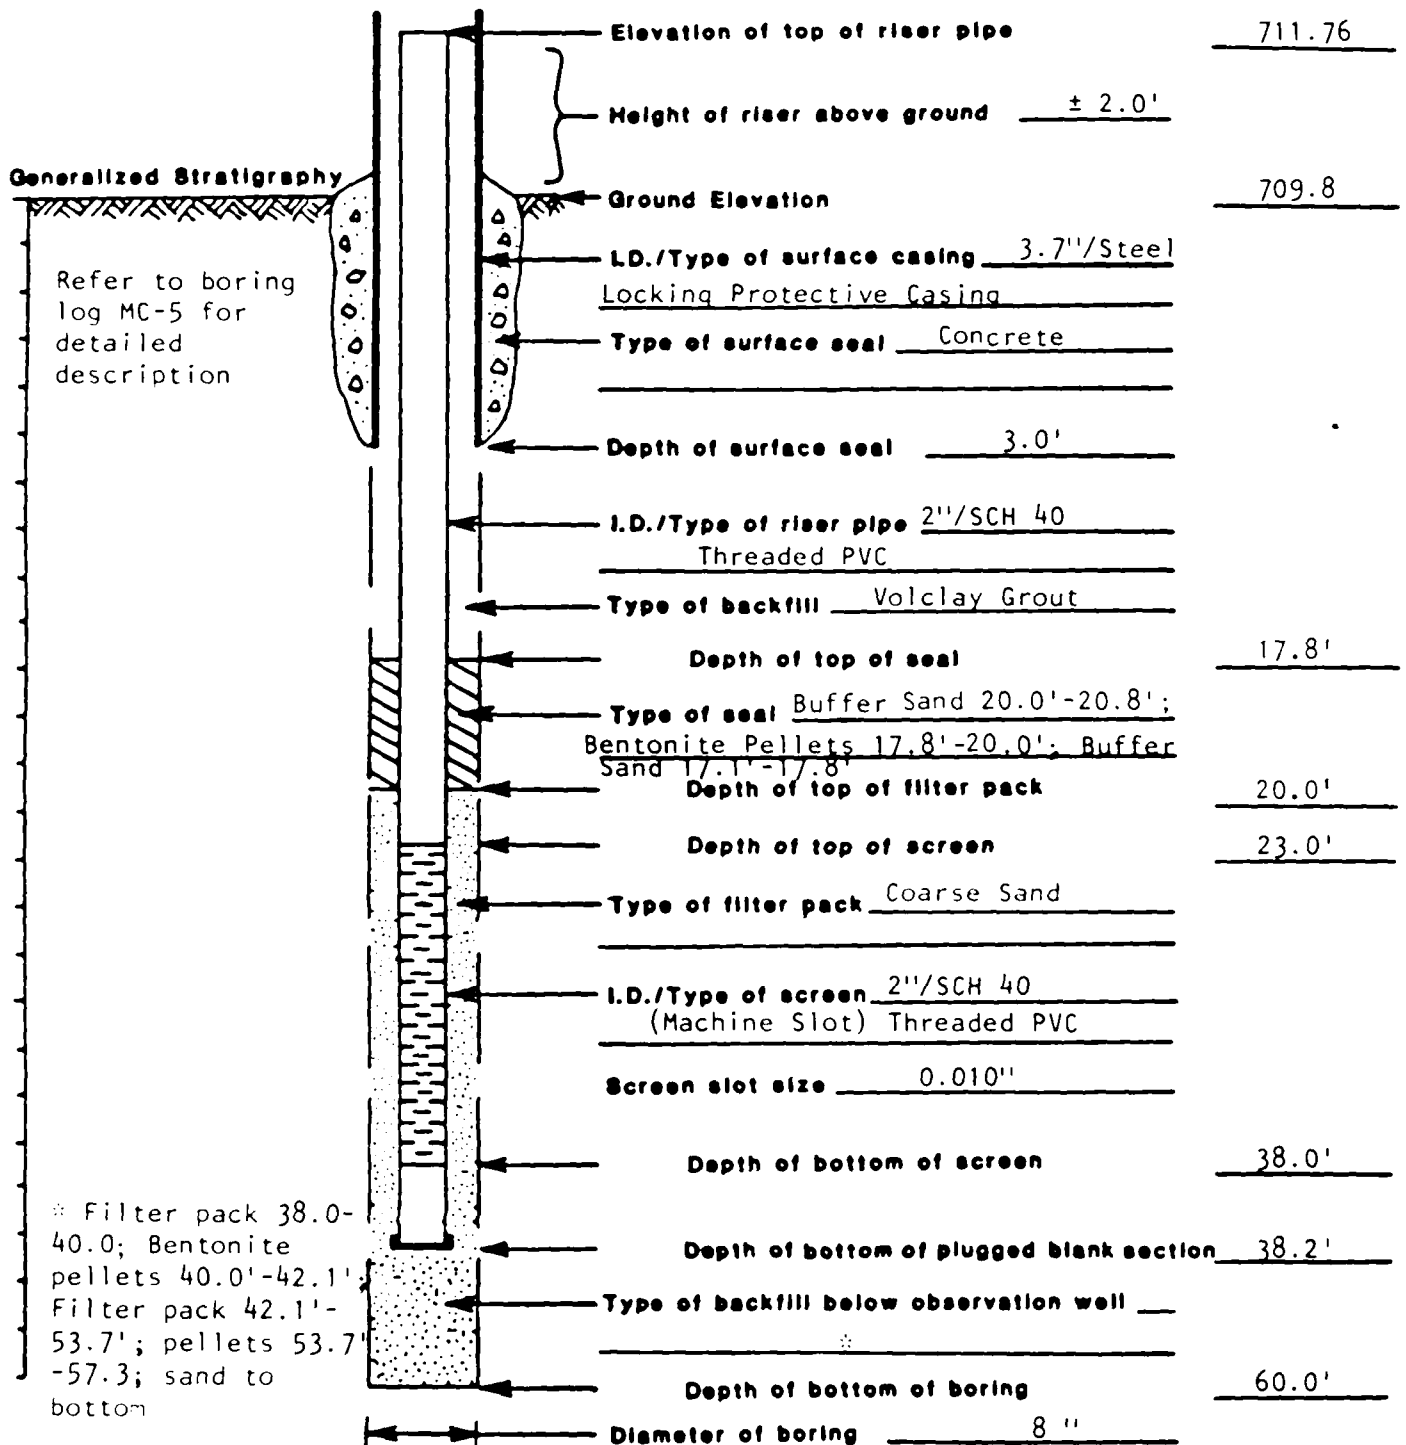 Elevation of top of riser pipe 711.76
Height of riser above ground ± 2.0'
Generalized Stratigraphy
Ground Elevation 709.8
I.D./Type of surface casing 3.7"/Steel
Locking Protective Casing
Refer to boring
log MC-5 for
detailed
description
Type of surface seal Concrete
Depth of surface seal 3.0'
I.D./Type of riser pipe 2"/SCH 40
Threaded PVC
Type of backfill Volclay Grout
Depth of top of seal 17.8'
Type of seal Buffer Sand 20.0'-20.8';
Bentonite Pellets 17.8'-20.0'; Buffer
Sand 17.1'-17.8'
Depth of top of filter pack 20.0'
Depth of top of screen 23.0'
Type of filter pack Coarse Sand
I.D./Type of screen 2"/SCH 40
(Machine Slot) Threaded PVC
Screen slot size 0.010"
Depth of bottom of screen 38.0'
* Filter pack 38.0-
40.0; Bentonite
pellets 40.0'-42.1';
Filter pack 42.1'-
53.7'; pellets 53.7'
-57.3; sand to
bottom
Depth of bottom of plugged blank section 38.2'
Type of backfill below observation well
*
Depth of bottom of boring 60.0'
Diameter of boring 8 "